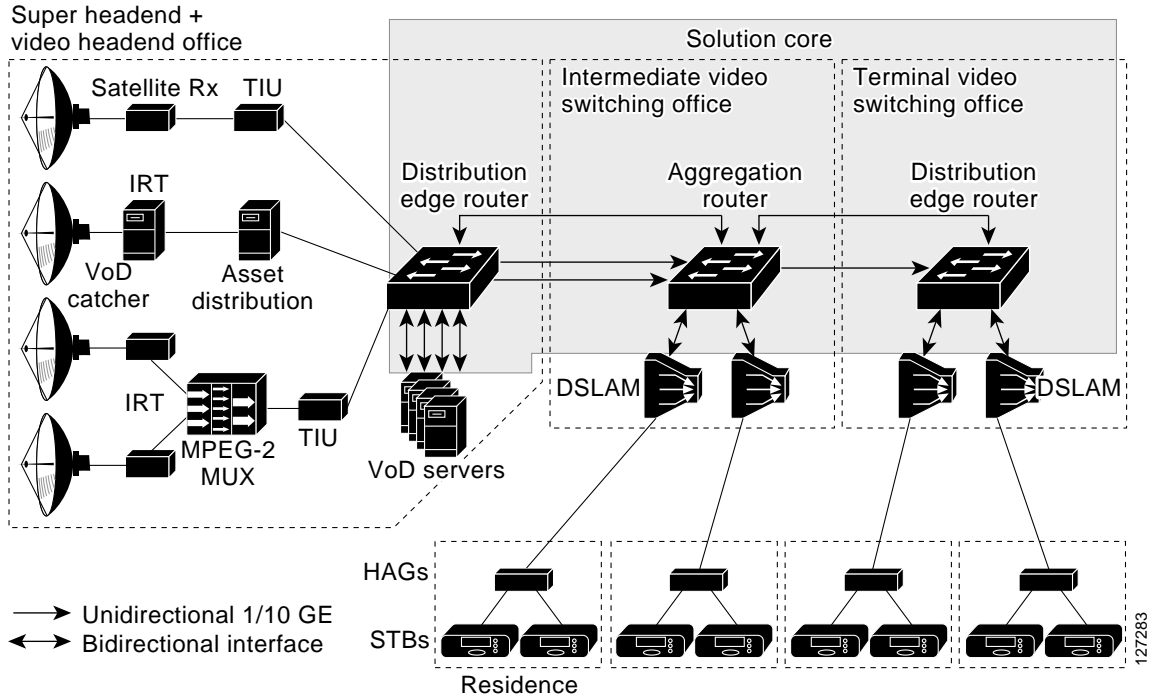 Super headend +
video headend office
Solution core
Satellite Rx
TIU
Intermediate video
switching office
Terminal video
switching office
IRT
Distribution
edge router
Aggregation
router
Distribution
edge router
VoD
catcher
Asset
distribution
IRT
MPEG-2
MUX
TIU
VoD servers
DSLAM
DSLAM
HAGs
STBs
Unidirectional 1/10 GE
Bidirectional interface
Residence
127283